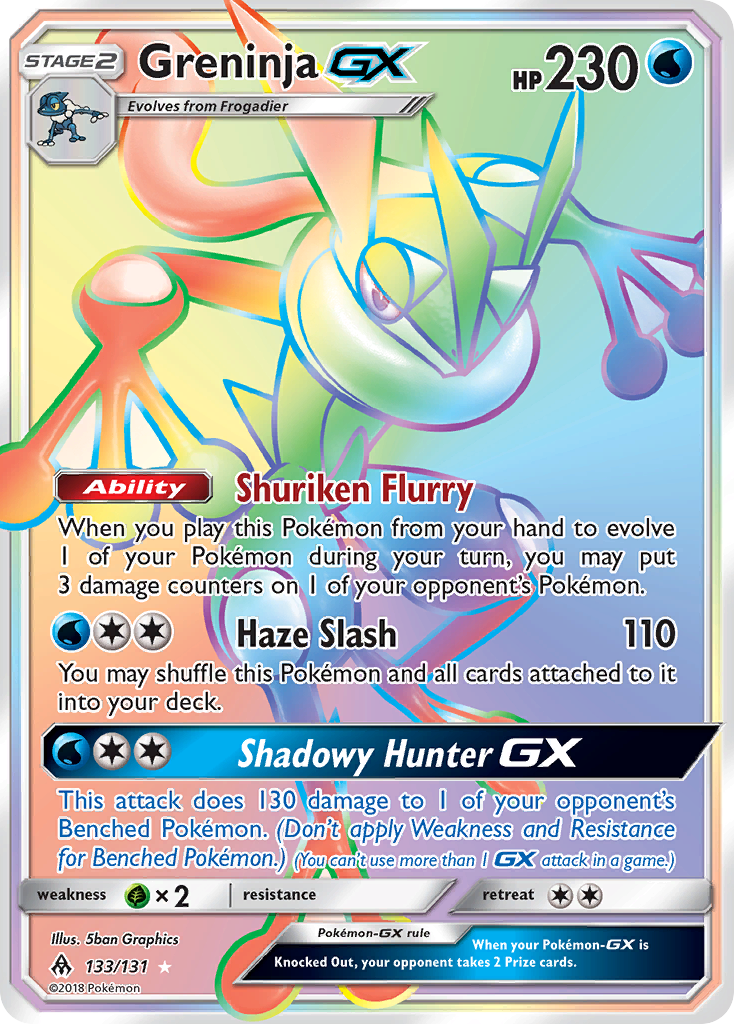 STAGE2
Greninja GX
HP230
Evolves from Frogadier
Ability Shuriken Flurry
When you play this Pokémon from your hand to evolve
1 of your Pokémon during your turn, you may put
3 damage counters on 1 of your opponent's Pokémon.
Haze Slash 110
You may shuffle this Pokémon and all cards attached to it
into your deck.
Shadowy Hunter GX
This attack does 130 damage to 1 of your opponent's
Benched Pokémon. (Don't apply Weakness and Resistance
for Benched Pokémon.) (You can't use more than 1 GX attack in a game.)
weakness × 2 resistance retreat
Illus. 5ban Graphics
133/131
©2018 Pokémon
Pokémon-GX rule
When your Pokémon-GX is
Knocked Out, your opponent takes 2 Prize cards.